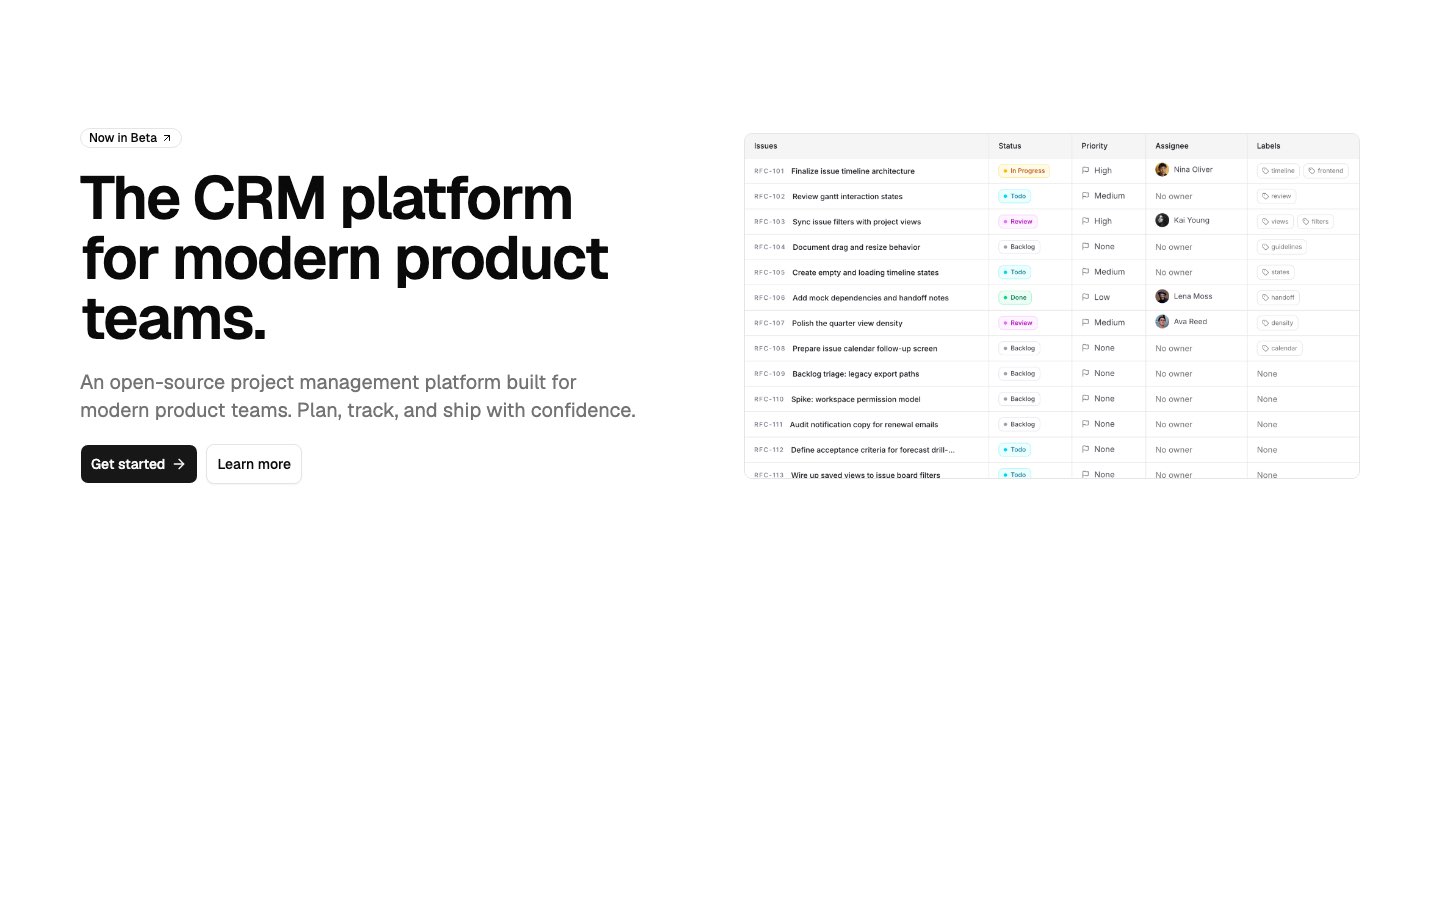 Now in Beta
The CRM platform
for modern product
teams.
An open-source project management platform built for
modern product teams. Plan, track, and ship with confidence.
Get started
Learn more
Issues Status Priority Assignee Labels
RFC-101 Finalize issue timeline architecture In Progress High Nina Oliver timeline frontend
RFC-102 Review gantt interaction states Todo Medium No owner review
RFC-103 Sync issue filters with project views Review High Kai Young views filters
RFC-104 Document drag and resize behavior Backlog None No owner guidelines
RFC-105 Create empty and loading timeline states Todo Medium No owner states
RFC-106 Add mock dependencies and handoff notes Done Low Lena Moss handoff
RFC-107 Polish the quarter view density Review Medium Ava Reed density
RFC-108 Prepare issue calendar follow-up screen Backlog None No owner calendar
RFC-109 Backlog triage: legacy export paths Backlog None No owner None
RFC-110 Spike: workspace permission model Backlog None No owner None
RFC-111 Audit notification copy for renewal emails Backlog None No owner None
RFC-112 Define acceptance criteria for forecast drill-... Todo None No owner None
RFC-113 Wire up saved views to issue board filters Todo None No owner None